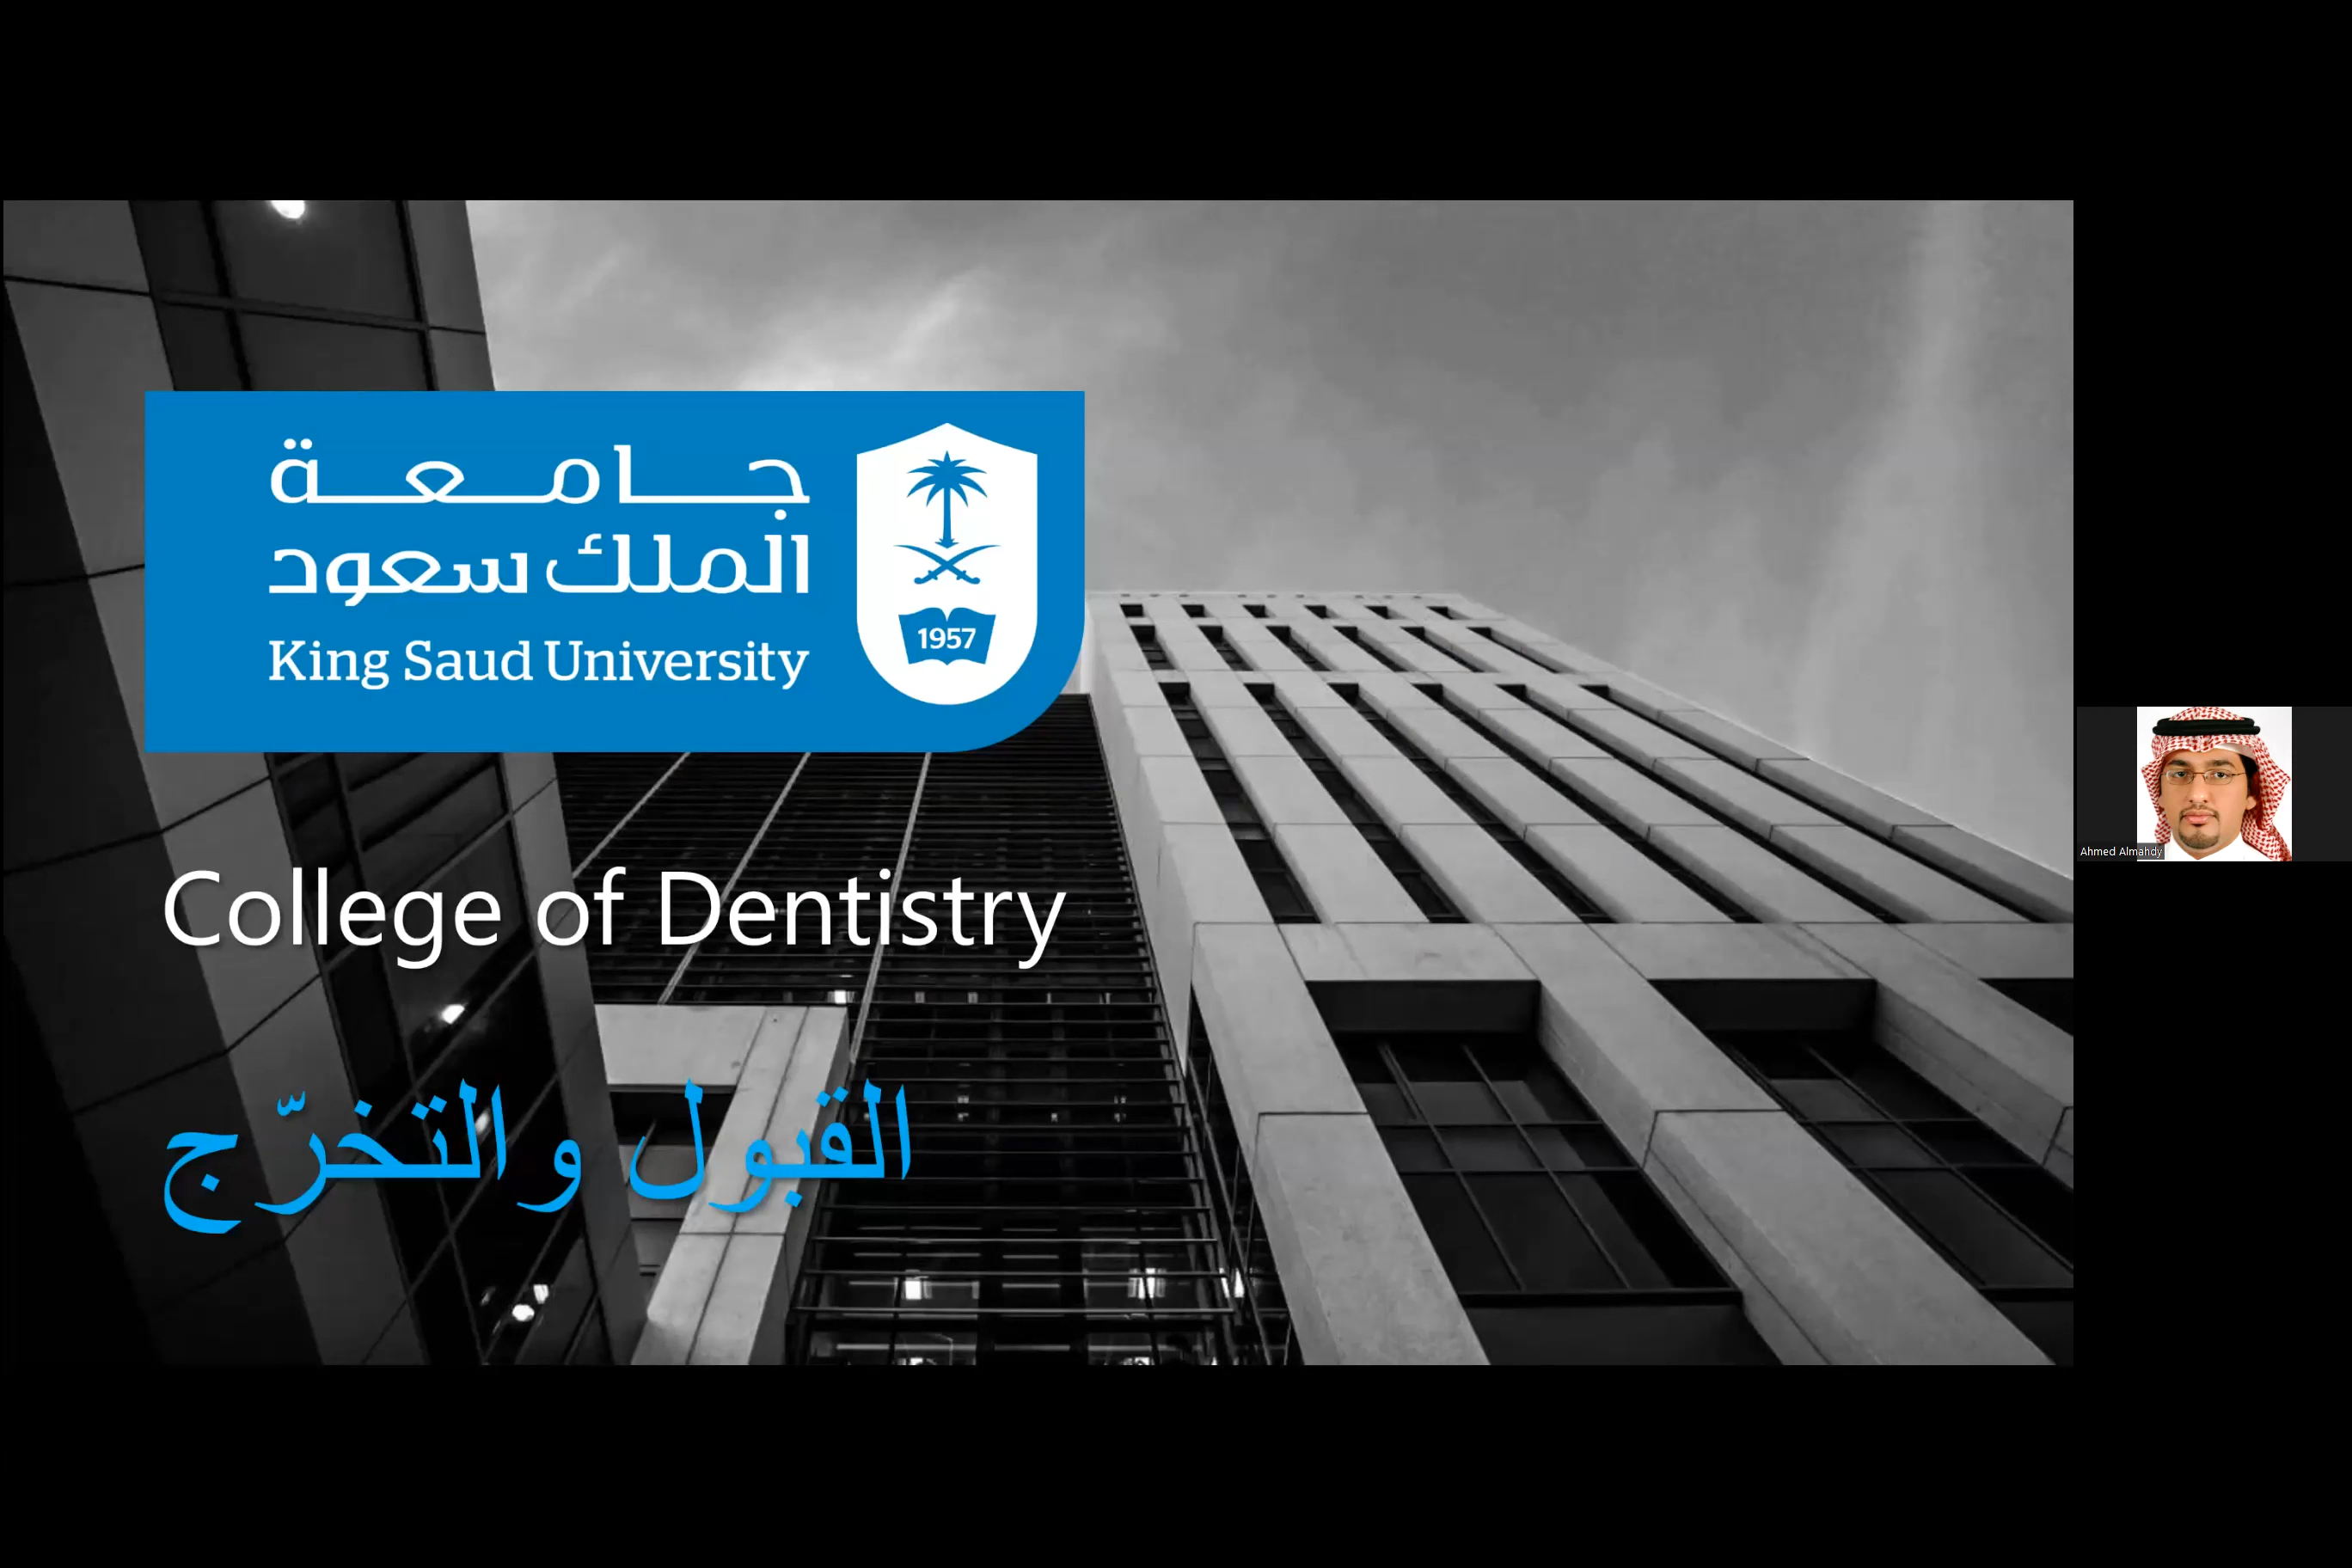 جامعة
الملك سعود
King Saud University
1957
College of Dentistry
القبول والتخرّج
Ahmed Almahdy